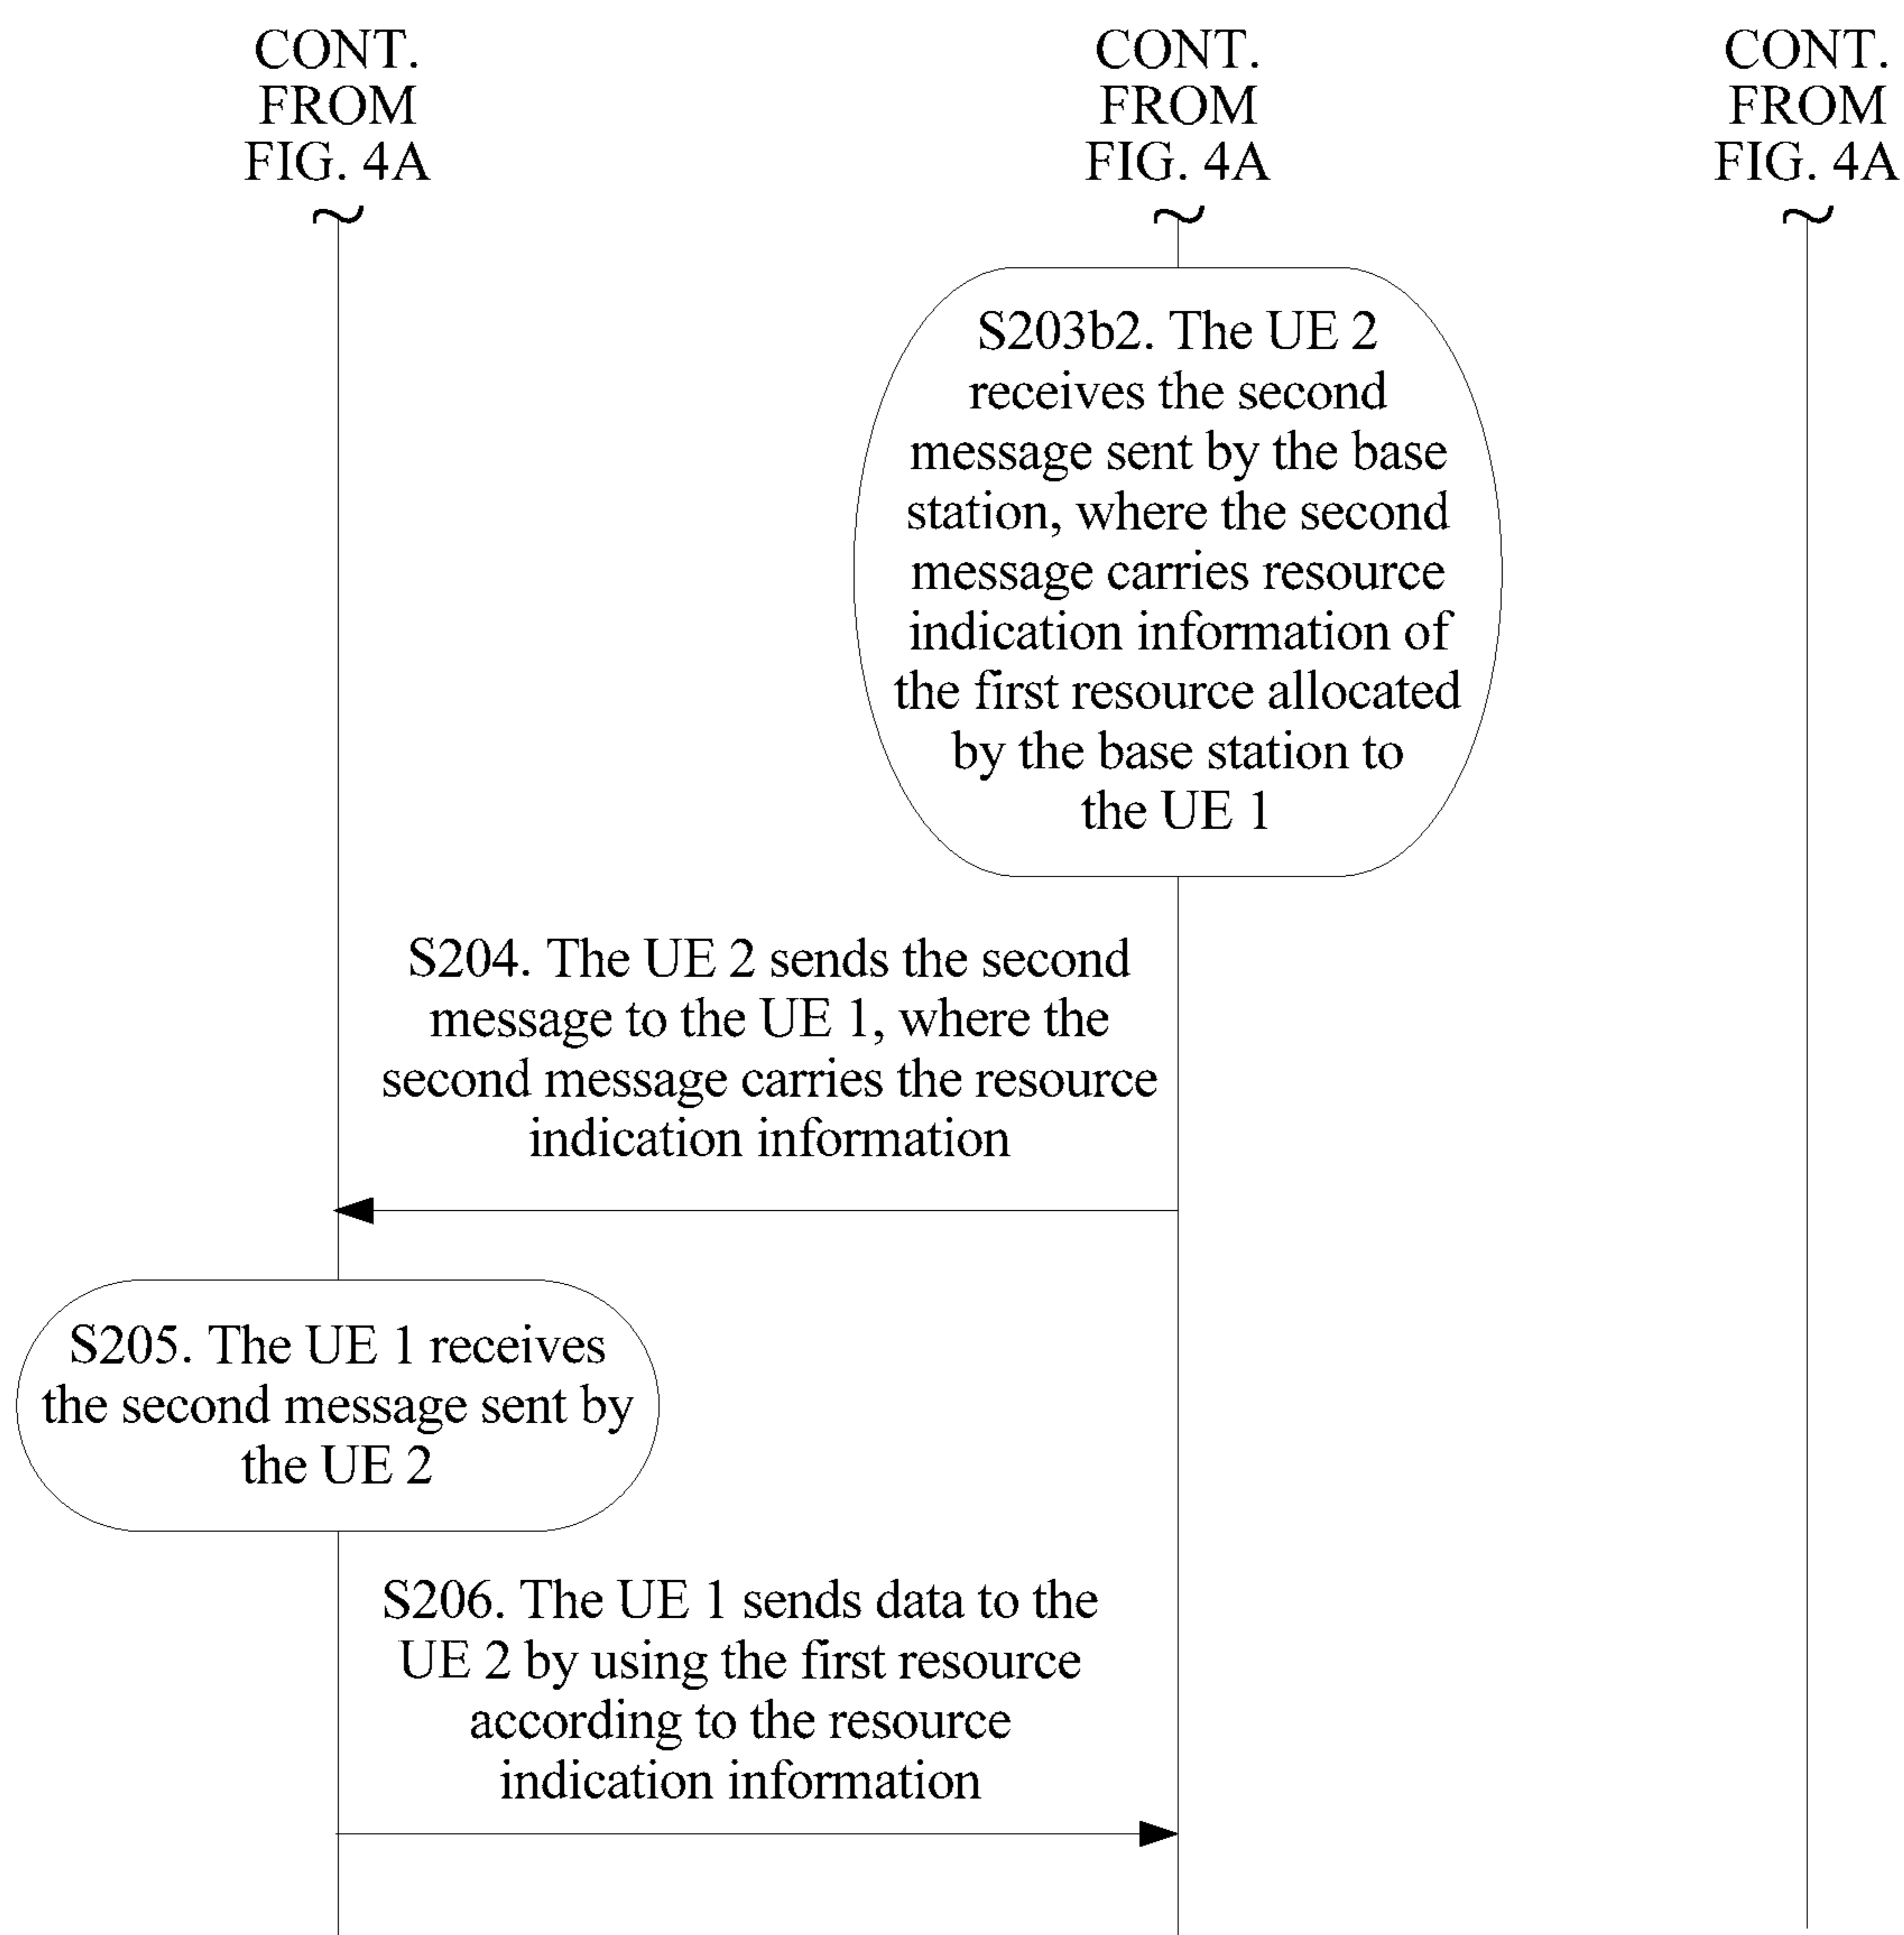 CONT.
FROM
FIG. 4A
CONT.
FROM
FIG. 4A
CONT.
FROM
FIG. 4A
S203b2. The UE 2
receives the second
message sent by the base
station, where the second
message carries resource
indication information of
the first resource allocated
by the base station to
the UE 1
S204. The UE 2 sends the second
message to the UE 1, where the
second message carries the resource
indication information
S205. The UE 1 receives
the second message sent by
the UE 2
S206. The UE 1 sends data to the
UE 2 by using the first resource
according to the resource
indication information